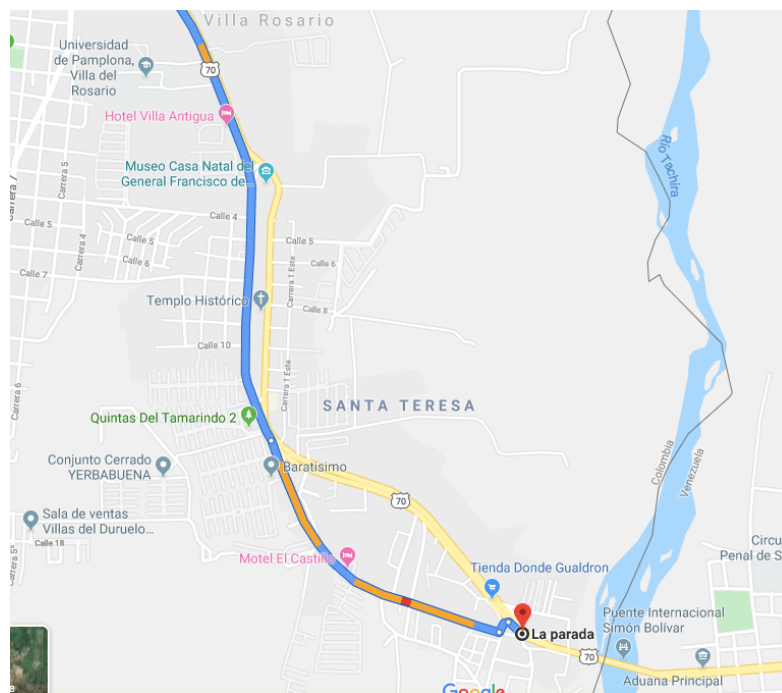 Villa Rosario
Universidad
de Pamplona,
Villa del
Rosario
70
Hotel Villa Antigua
Museo Casa Natal del
General Francisco de...
Río Táchira
Carrera 5
Carrera 7
Calle 4
Calle 5
Carrera 4
Calle 5
Calle 5
Calle 6
Calle 6
Calle 7
Carrera 1 Este
Templo Histórico
Calle 8
Calle 10
Carrera 6
Carrera 1 Este
SANTA TERESA
Quintas Del Tamarindo 2
Conjunto Cerrado
YERBABUENA
Baratisimo
Colombia
Venezuela
70
Sala de ventas
Villas del Duruelo...
Calle 18
Carrera 5ª
Circu
Penal de S
Motel El Castillo
Tienda Donde Gualdron
Puente Internacional
Simón Bolívar
La parada
70
Aduana Principal
Google